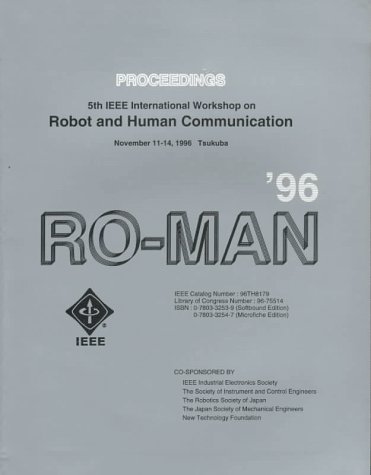 PROCEEDINGS
5th IEEE International Workshop on
Robot and Human Communication
November 11-14, 1996 Tsukuba
'96
RO-MAN
IEEE Catalog Number : 96TH8179
Library of Congress Number : 96-75514
ISBN : 0-7803-3253-9 (Softbound Edition)
0-7803-3254-7 (Microfiche Edition)
®
IEEE
CO-SPONSORED BY
IEEE Industrial Electronics Society
The Society of Instrument and Control Engineers
The Robotics Society of Japan
The Japan Society of Mechanical Engineers
New Technology Foundation